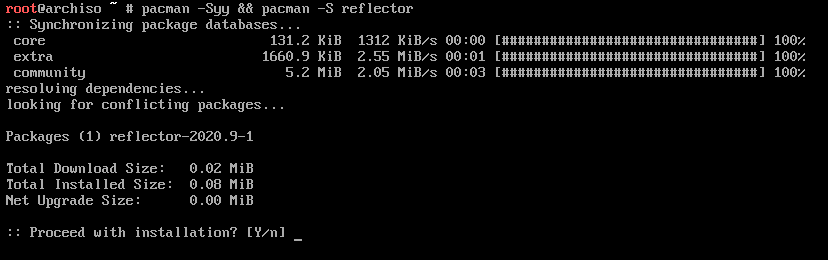 root@archiso ~ # pacman -Syy && pacman -S reflector
:: Synchronizing package databases...
 core                          131.2 KiB  1312 KiB/s 00:00 [################################] 100%
 extra                        1660.9 KiB  2.55 MiB/s 00:01 [################################] 100%
 community                       5.2 MiB  2.05 MiB/s 00:03 [################################] 100%
resolving dependencies...
looking for conflicting packages...

Packages (1) reflector-2020.9-1

Total Download Size:   0.02 MiB
Total Installed Size:  0.08 MiB
Net Upgrade Size:      0.00 MiB

:: Proceed with installation? [Y/n] _